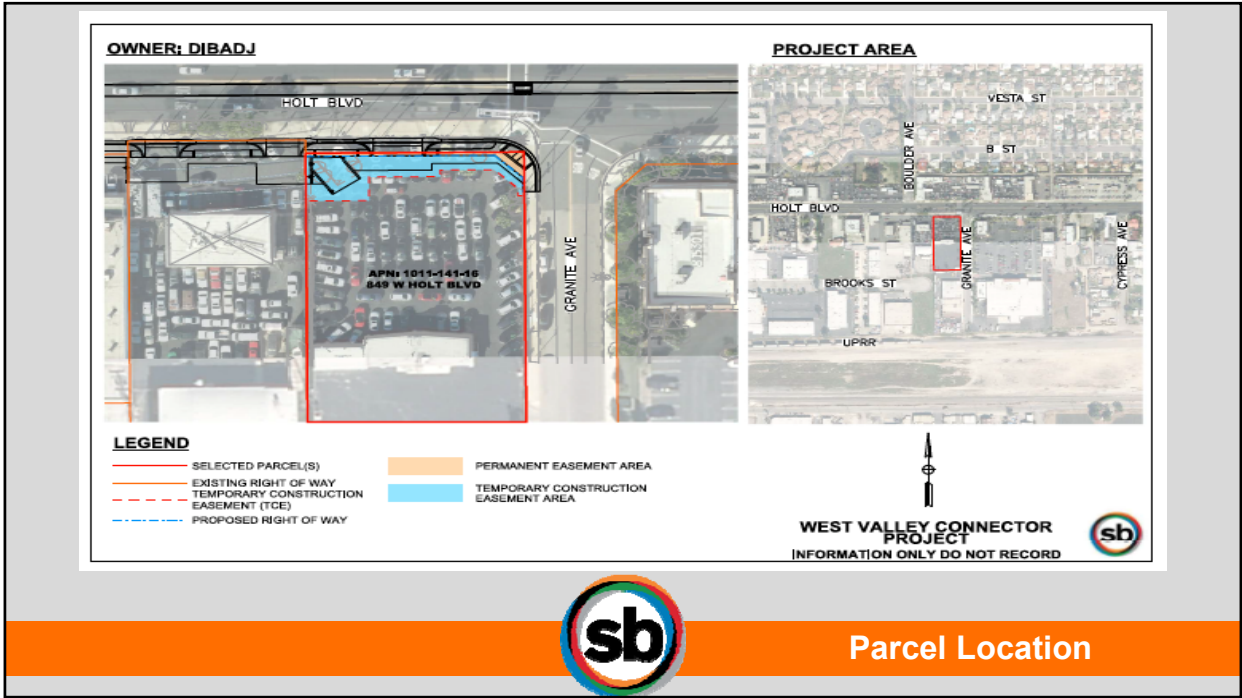 OWNER: DIBADJ
HOLT BLVD
APN: 1011-141-16
849 W HOLT BLVD
GRANITE AVE
PROJECT AREA
VESTA ST
B ST
BOULDER AVE
HOLT BLVD
GRANITE AVE
CYPRESS AVE
BROOKS ST
UPRR
LEGEND
SELECTED PARCEL(S)
EXISTING RIGHT OF WAY
TEMPORARY CONSTRUCTION
EASEMENT (TCE)
PROPOSED RIGHT OF WAY
PERMANENT EASEMENT AREA
TEMPORARY CONSTRUCTION
EASEMENT AREA
WEST VALLEY CONNECTOR
PROJECT
INFORMATION ONLY DO NOT RECORD
sb
sb
Parcel Location